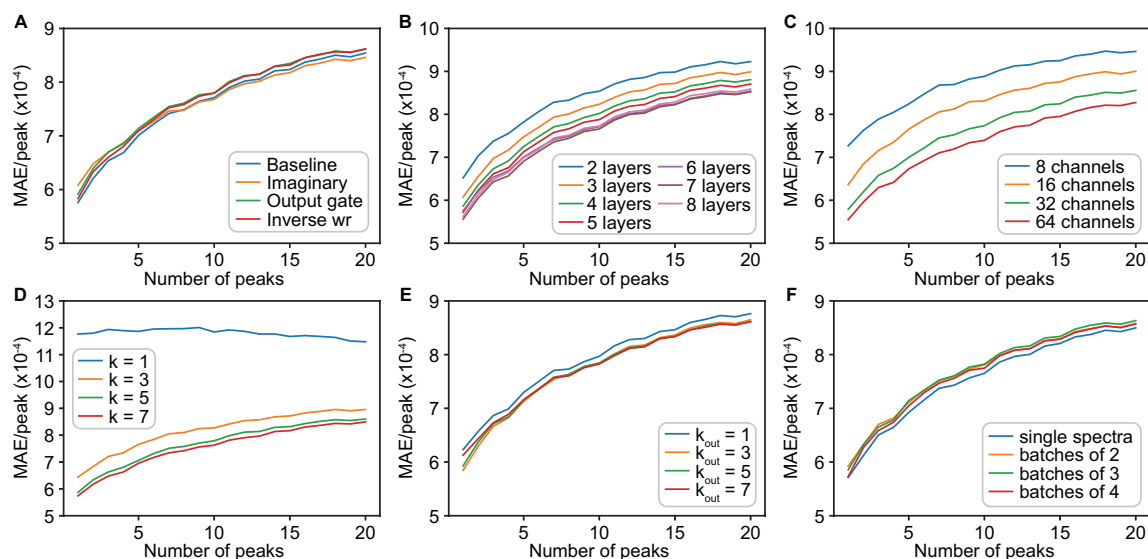 A
MAE/peak (x10⁻⁴)
9
8
7
6
5
Baseline
Imaginary
Output gate
Inverse wr
5
10
15
20
Number of peaks
B
MAE/peak (x10⁻⁴)
10
9
8
7
6
5
2 layers
3 layers
4 layers
5 layers
6 layers
7 layers
8 layers
5
10
15
20
Number of peaks
C
MAE/peak (x10⁻⁴)
10
9
8
7
6
5
8 channels
16 channels
32 channels
64 channels
5
10
15
20
Number of peaks
D
MAE/peak (x10⁻⁴)
13
12
11
10
9
8
7
6
5
k = 1
k = 3
k = 5
k = 7
5
10
15
20
Number of peaks
E
MAE/peak (x10⁻⁴)
9
8
7
6
5
k_out = 1
k_out = 3
k_out = 5
k_out = 7
5
10
15
20
Number of peaks
F
MAE/peak (x10⁻⁴)
9
8
7
6
5
single spectra
batches of 2
batches of 3
batches of 4
5
10
15
20
Number of peaks